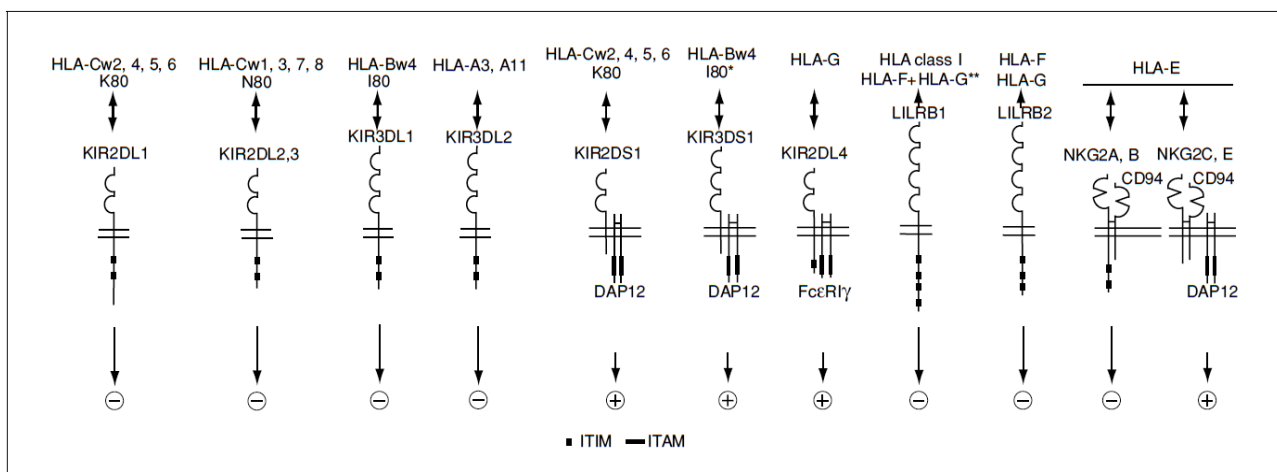 HLA-Cw2, 4, 5, 6
K80
HLA-Cw1, 3, 7, 8
N80
HLA-Bw4
I80
HLA-A3, A11
HLA-Cw2, 4, 5, 6
K80
HLA-Bw4
I80*
HLA-G
HLA class I
HLA-F+HLA-G**
HLA-F
HLA-G
HLA-E
KIR2DL1
KIR2DL2,3
KIR3DL1
KIR3DL2
KIR2DS1
KIR3DS1
KIR2DL4
LILRB1
LILRB2
NKG2A, B
CD94
NKG2C, E
CD94
DAP12
DAP12
FcεRIγ
DAP12
− − − − + + + − − − +
ITIM ITAM